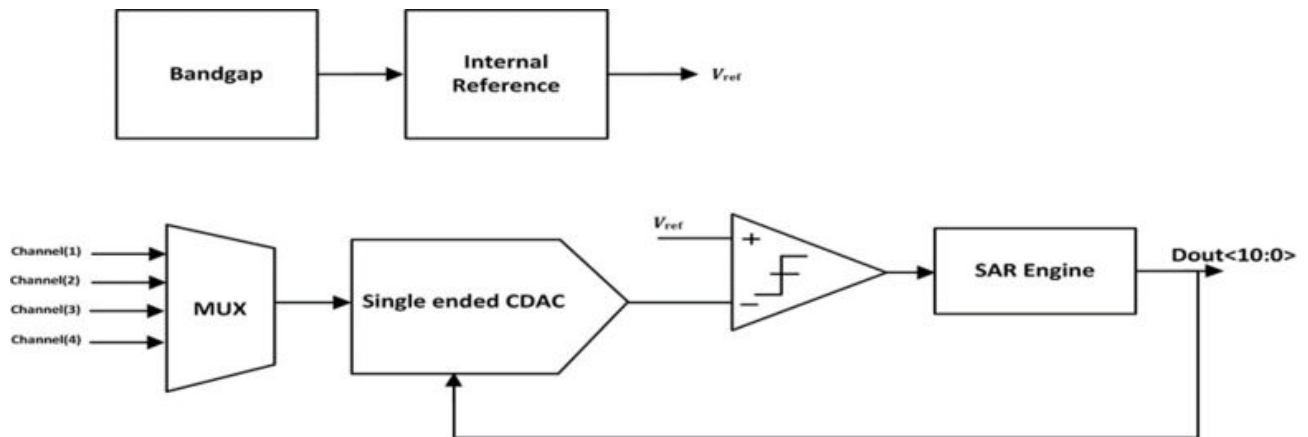 Bandgap
Internal
Reference
Vref
Channel(1)
Channel(2)
Channel(3)
Channel(4)
MUX
Single ended CDAC
Vref
+
−
SAR Engine
Dout<10:0>